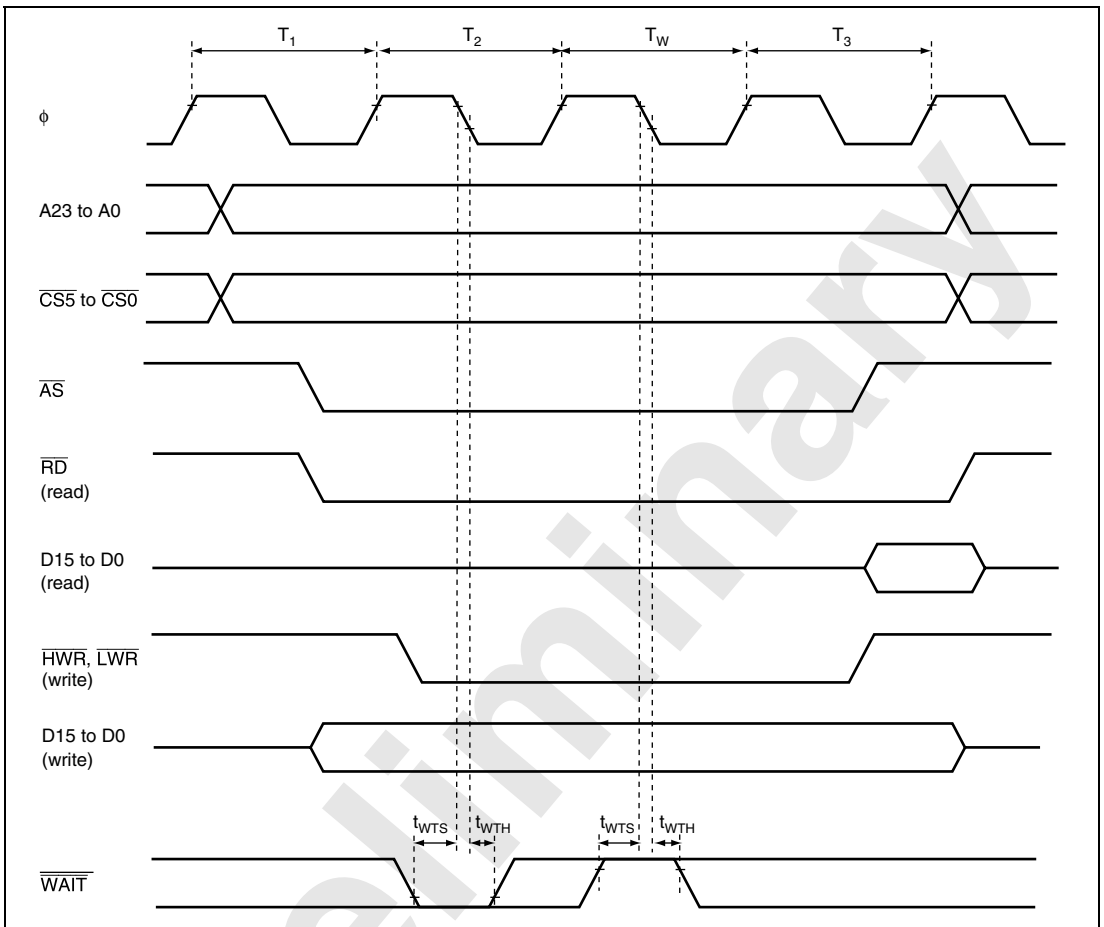 T1 T2 TW T3
ϕ
A23 to A0
CS5 to CS0
AS
RD
(read)
D15 to D0
(read)
HWR, LWR
(write)
D15 to D0
(write)
tWTS tWTH tWTS tWTH
WAIT
eliminary